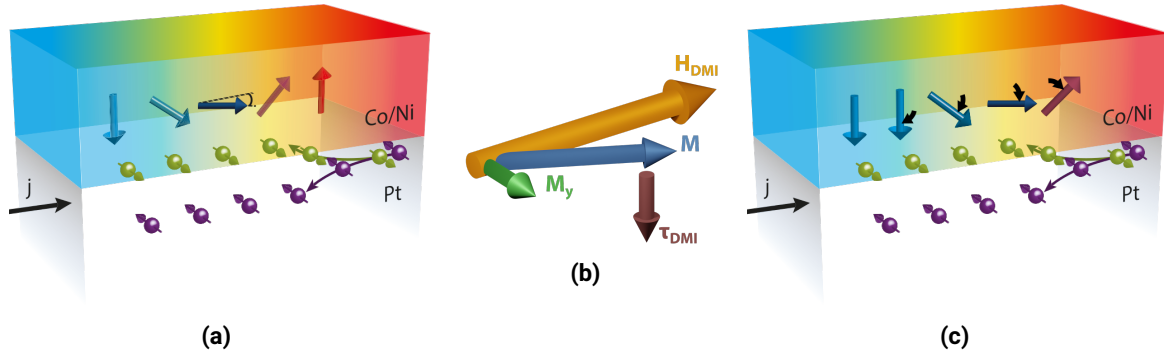 Co/Ni
j
Pt
(a)
H_DMI
M
M_y
τ_DMI
(b)
Co/Ni
j
Pt
(c)